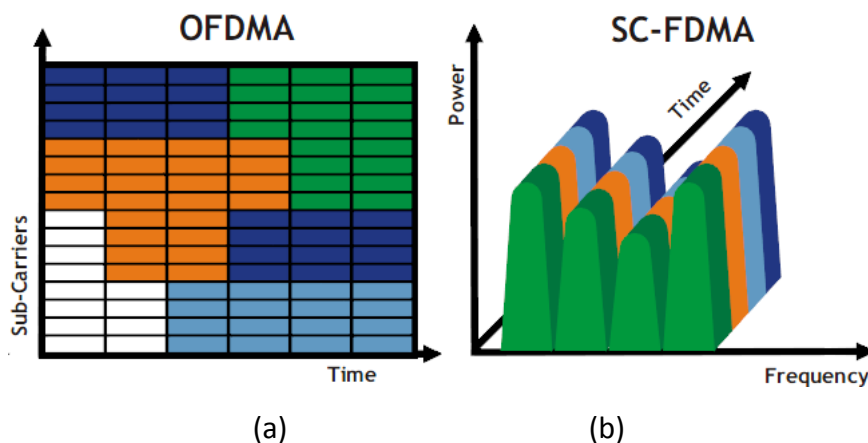 OFDMA
Sub-Carriers
Time
(a)
SC-FDMA
Power
Time
Frequency
(b)